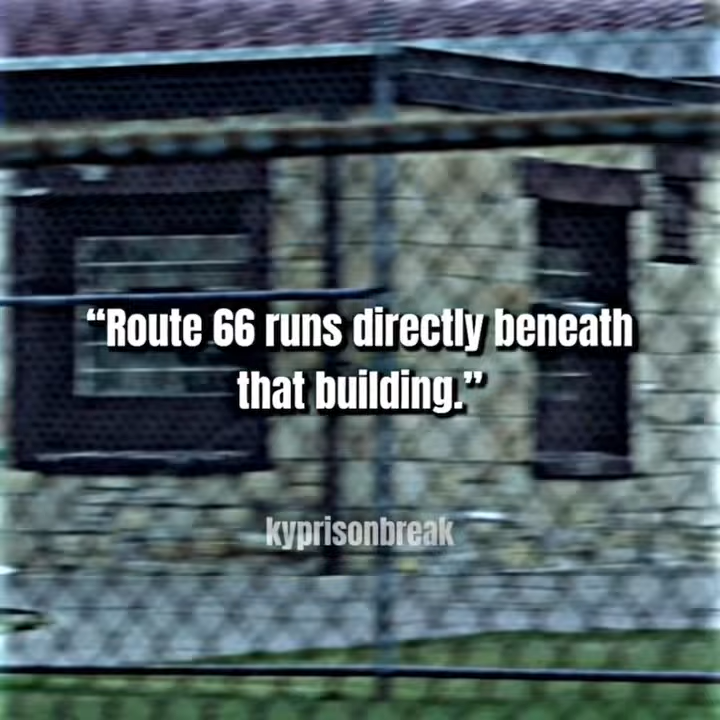 “Route 66 runs directly beneath
that building.”
kyprisonbreak